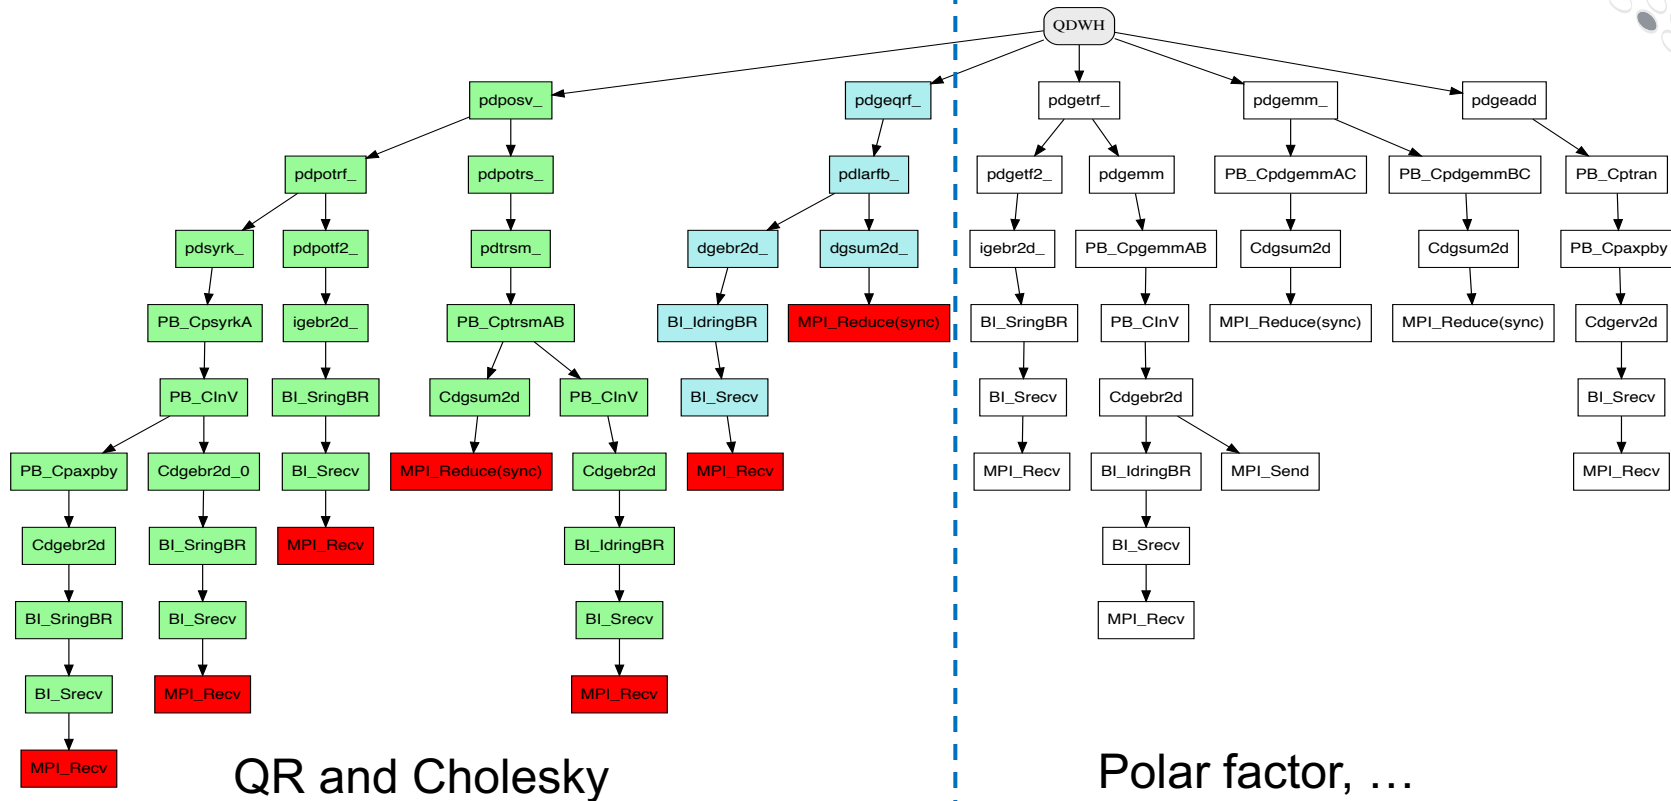 QDWH
pdposv_
pdgeqrf_
pdgetrf_
pdgemm_
pdgeadd
pdpotrf_
pdpotrs_
pdlarfb_
pdgetf2_
pdgemm
PB_CpdgemmAC
PB_CpdgemmBC
PB_Cptran
pdsyrk_
pdpotf2_
pdtrsm_
dgebr2d_
dgsum2d_
igebr2d_
PB_CpgemmAB
Cdgsum2d
Cdgsum2d
PB_Cpaxpby
PB_CpsyrkA
igebr2d_
PB_CptrsmAB
BI_IdringBR
MPI_Reduce(sync)
BI_SringBR
PB_CInV
MPI_Reduce(sync)
MPI_Reduce(sync)
Cdgerv2d
PB_CInV
BI_SringBR
Cdgsum2d
PB_CInV
BI_Srecv
BI_Srecv
Cdgebr2d
BI_Srecv
PB_Cpaxpby
Cdgebr2d_0
BI_Srecv
MPI_Reduce(sync)
Cdgebr2d
MPI_Recv
MPI_Recv
BI_IdringBR
MPI_Send
MPI_Recv
Cdgebr2d
BI_SringBR
MPI_Recv
BI_IdringBR
BI_Srecv
BI_SringBR
BI_Srecv
BI_Srecv
MPI_Recv
BI_Srecv
MPI_Recv
MPI_Recv
MPI_Recv
QR and Cholesky
Polar factor, …